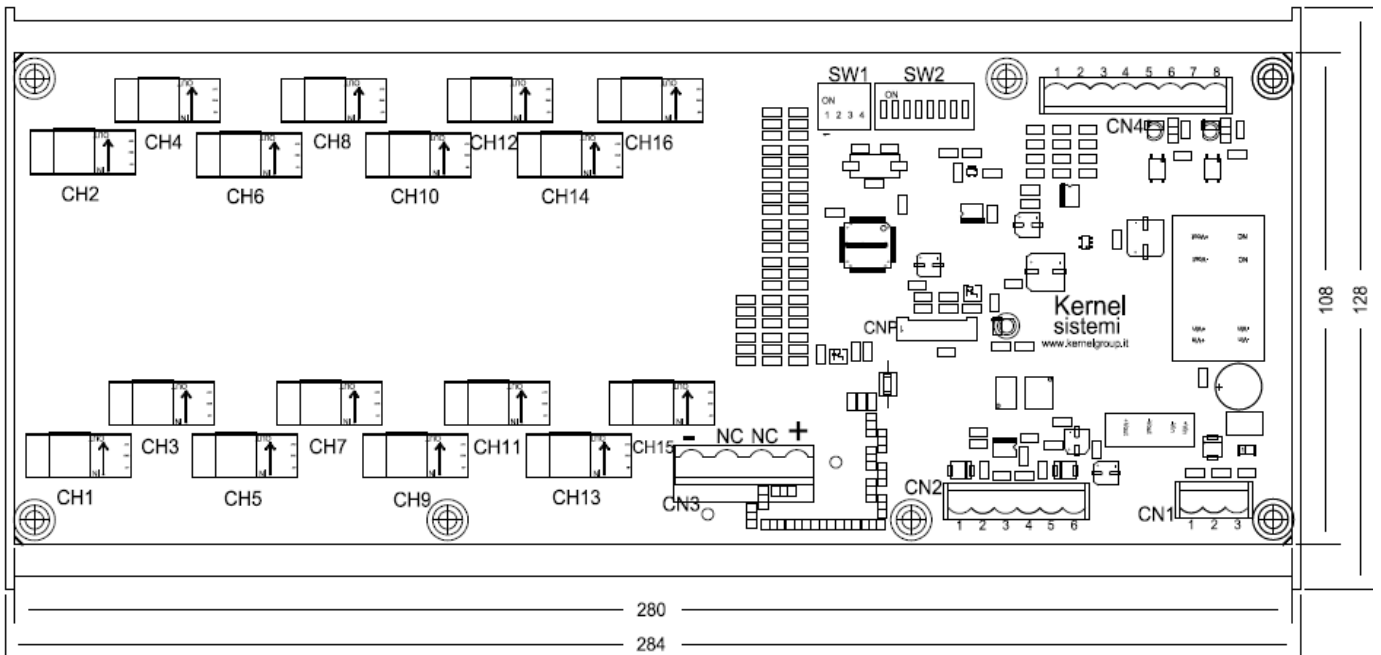 SW1 SW2
CH4 CH8 CH12 CH16
CH2 CH6 CH10 CH14
ON
1 2 3 4
1
ON
1 2 3 4 5 6 7 8
CN4
CNP
Kernel
sistemi
www.kernelgroup.it
108
128
CH3 CH7 CH11 CH15
CH1 CH5 CH9 CH13
- NC NC +
CN3
CN2
1 2 3 4 5 6
CN1
1 2 3
280
284